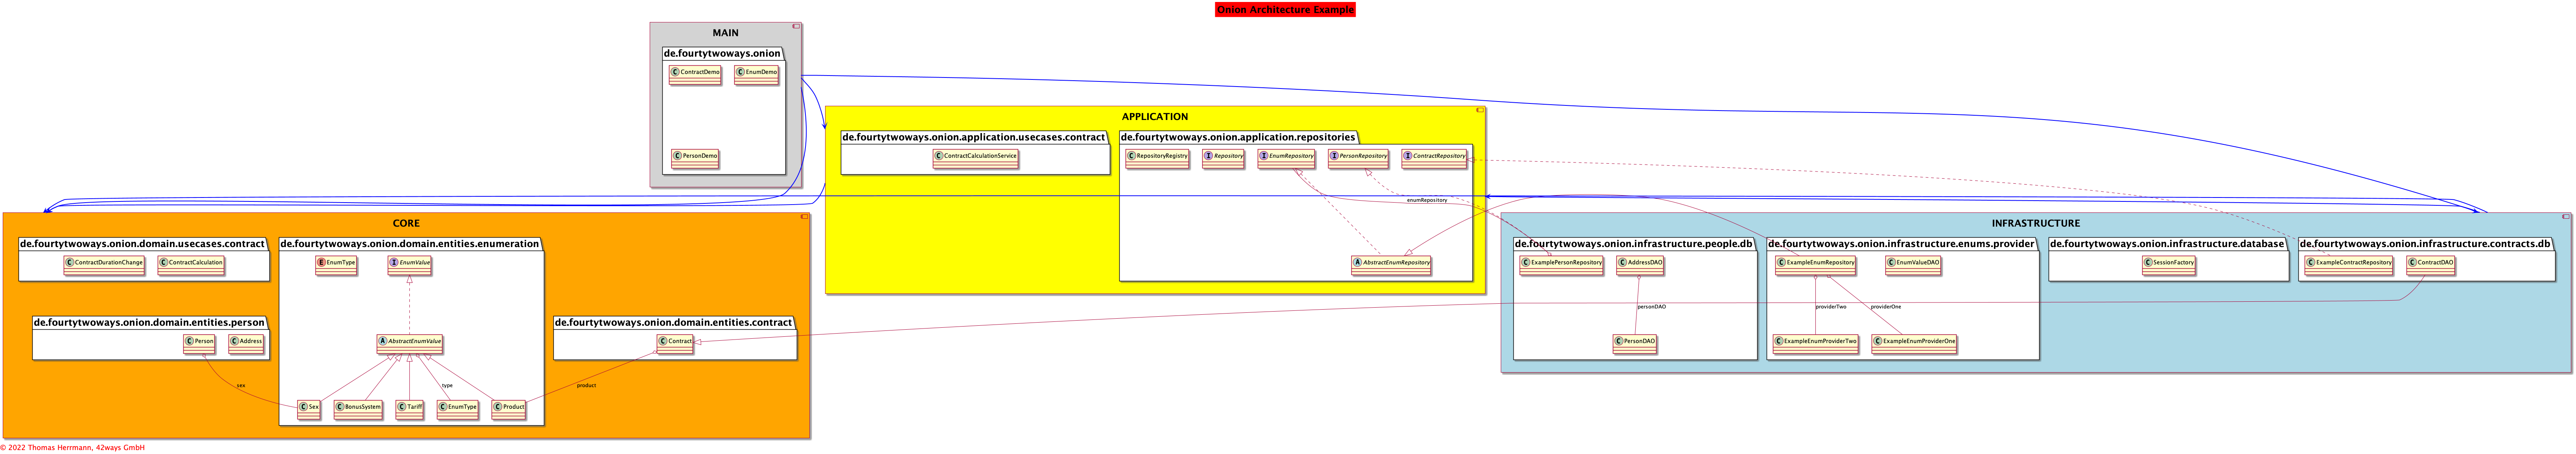 Onion Architecture Example
MAIN
de.fourtytwoways.onion
C ContractDemo
C EnumDemo
C PersonDemo
APPLICATION
de.fourtytwoways.onion.application.usecases.contract
C ContractCalculationService
de.fourtytwoways.onion.application.repositories
C RepositoryRegistry
I Repository
I EnumRepository
I PersonRepository
I ContractRepository
enumRepository
A AbstractEnumRepository
CORE
de.fourtytwoways.onion.domain.usecases.contract
C ContractDurationChange
C ContractCalculation
de.fourtytwoways.onion.domain.entities.enumeration
E EnumType
I EnumValue
A AbstractEnumValue
type
C Sex
C BonusSystem
C Tariff
C EnumType
C Product
de.fourtytwoways.onion.domain.entities.person
C Person
C Address
sex
de.fourtytwoways.onion.domain.entities.contract
C Contract
product
INFRASTRUCTURE
de.fourtytwoways.onion.infrastructure.people.db
C ExamplePersonRepository
C AddressDAO
personDAO
C PersonDAO
de.fourtytwoways.onion.infrastructure.enums.provider
C ExampleEnumRepository
C EnumValueDAO
providerTwo
providerOne
C ExampleEnumProviderTwo
C ExampleEnumProviderOne
de.fourtytwoways.onion.infrastructure.database
C SessionFactory
de.fourtytwoways.onion.infrastructure.contracts.db
C ExampleContractRepository
C ContractDAO
© 2022 Thomas Herrmann, 42ways GmbH